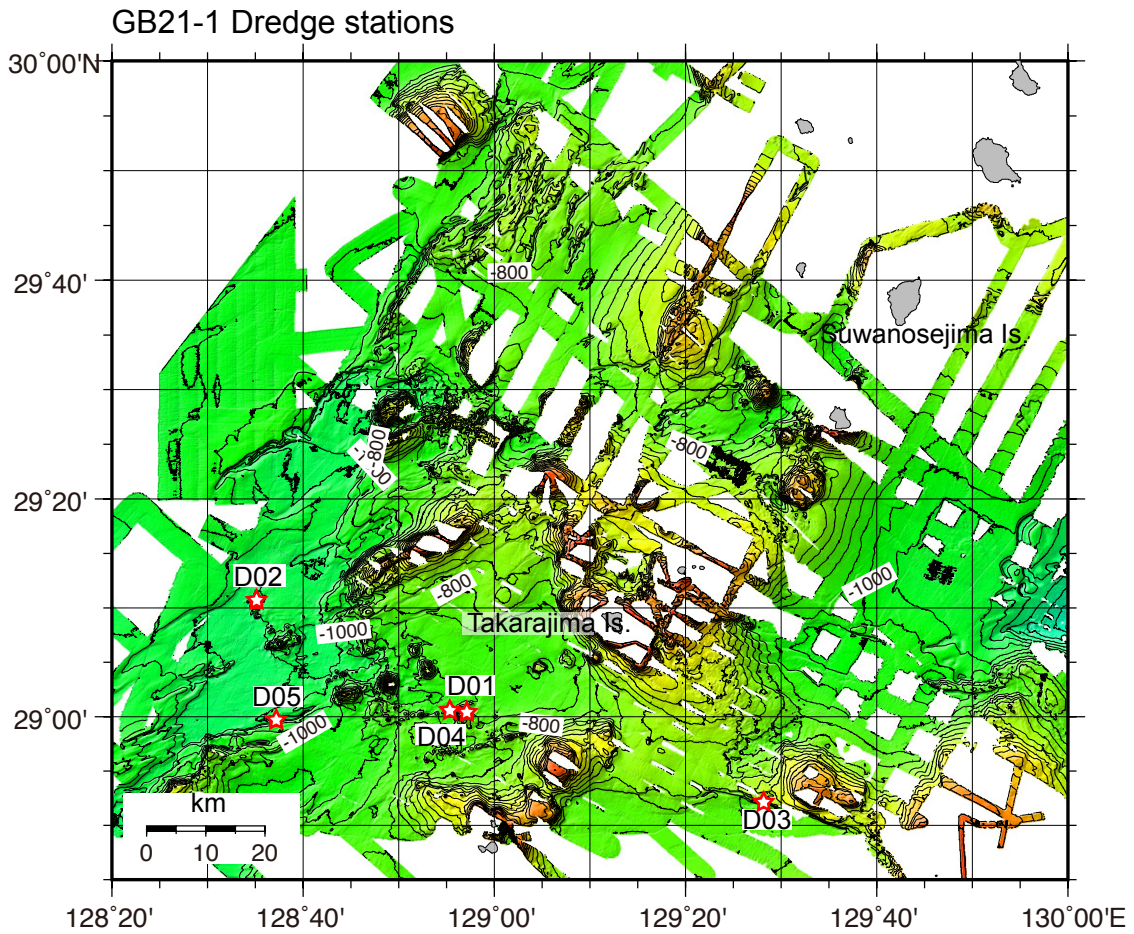 GB21-1 Dredge stations
30°00'N
-800
29°40'
Suwanosejima Is.
-800
-800
29°20'
D02
-800
-1000
-1000
Takarajima Is.
D05
D01
29°00'
-1000
D04
-800
km
D03
0 10 20
128°20' 128°40' 129°00' 129°20' 129°40' 130°00'E